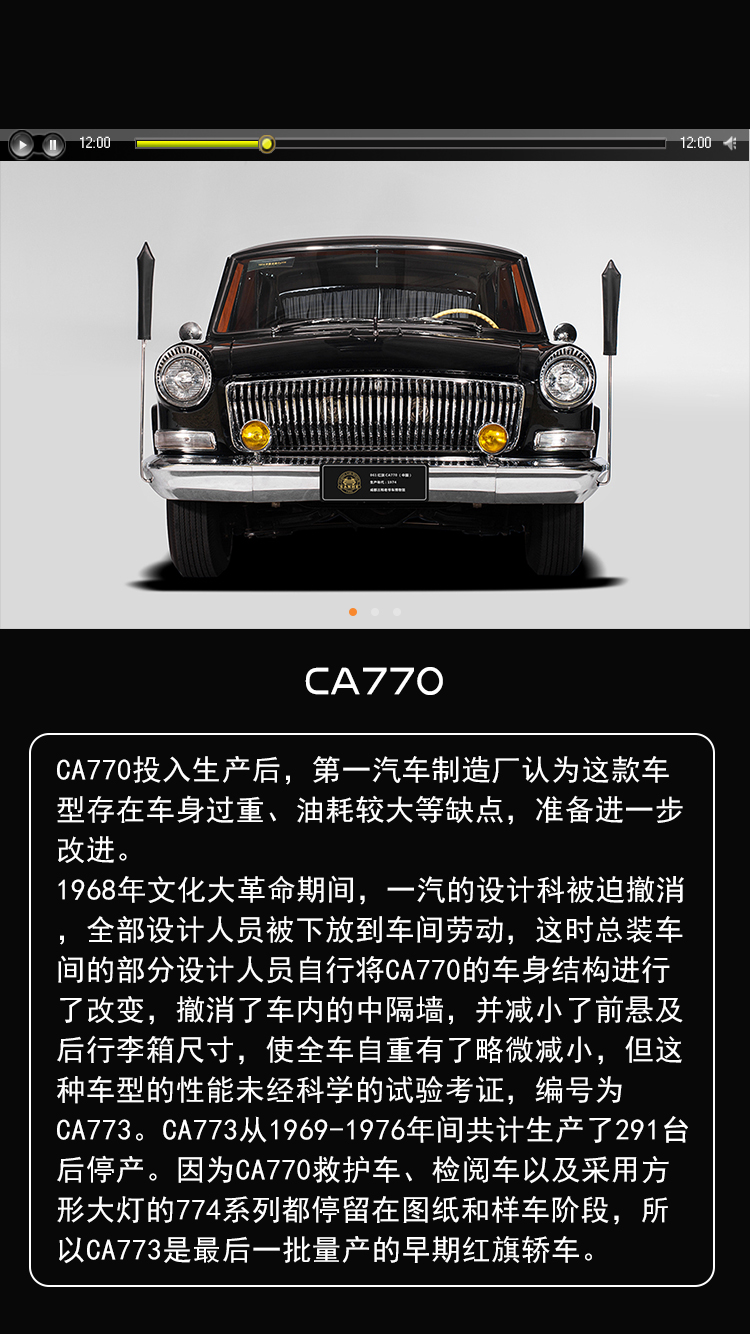 12:00
12:00
CA770
CA770投入生产后，第一汽车制造厂认为这款车
型存在车身过重、油耗较大等缺点，准备进一步
改进。
1968年文化大革命期间，一汽的设计科被迫撤消
，全部设计人员被下放到车间劳动，这时总装车
间的部分设计人员自行将CA770的车身结构进行
了改变，撤消了车内的中隔墙，并减小了前悬及
后行李箱尺寸，使全车自重有了略微减小，但这
种车型的性能未经科学的试验考证，编号为
CA773。CA773从1969-1976年间共计生产了291台
后停产。因为CA770救护车、检阅车以及采用方
形大灯的774系列都停留在图纸和样车阶段，所
以CA773是最后一批量产的早期红旗轿车。